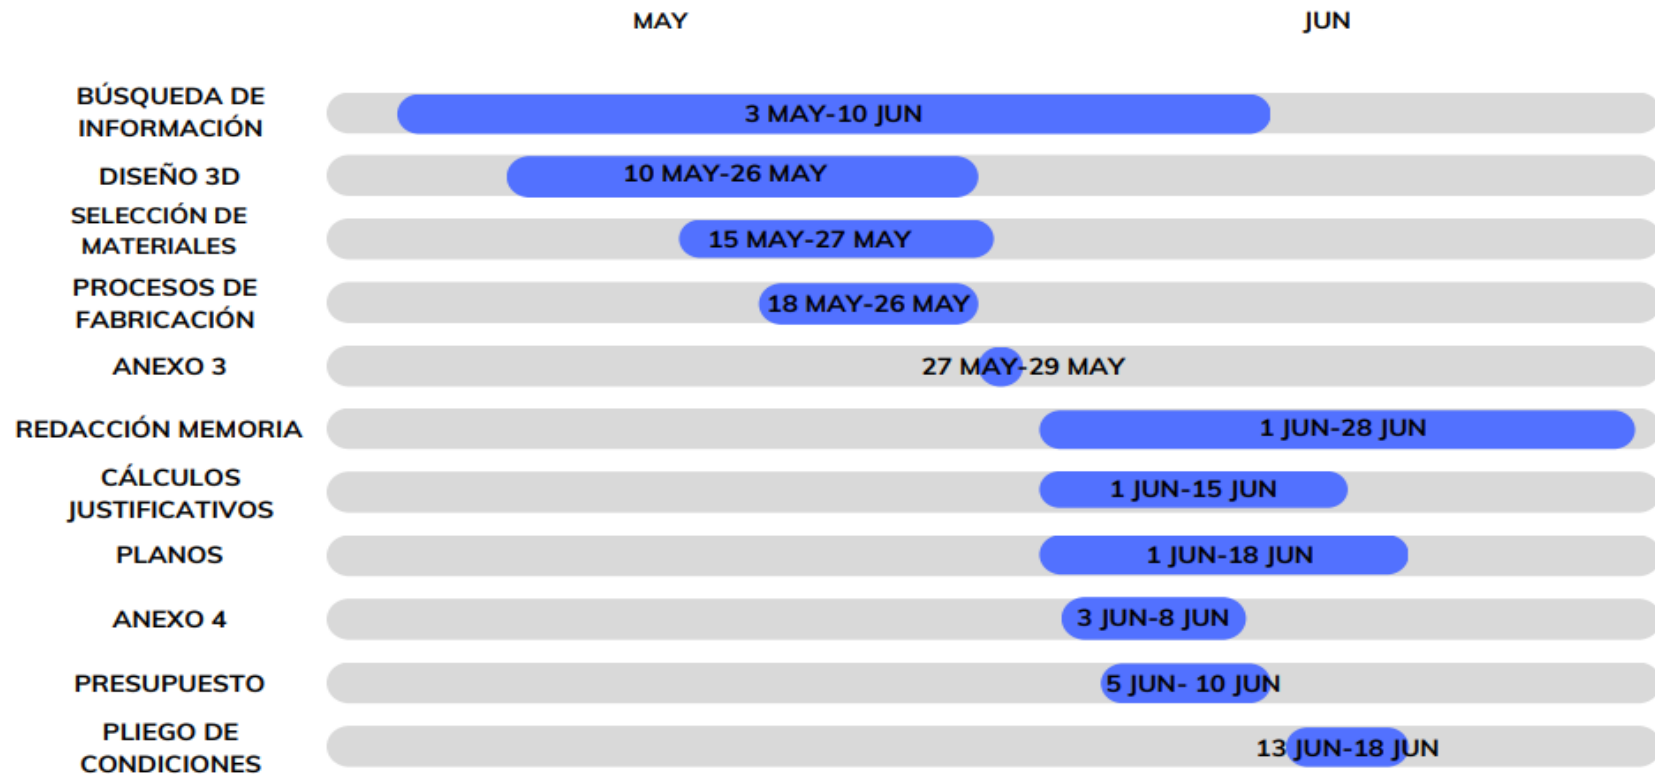 MAY
JUN
BÚSQUEDA DE
INFORMACIÓN
3 MAY-10 JUN
DISEÑO 3D
10 MAY-26 MAY
SELECCIÓN DE
MATERIALES
15 MAY-27 MAY
PROCESOS DE
FABRICACIÓN
18 MAY-26 MAY
ANEXO 3
27 MAY-29 MAY
REDACCIÓN MEMORIA
1 JUN-28 JUN
CÁLCULOS
JUSTIFICATIVOS
1 JUN-15 JUN
PLANOS
1 JUN-18 JUN
ANEXO 4
3 JUN-8 JUN
PRESUPUESTO
5 JUN- 10 JUN
PLIEGO DE
CONDICIONES
13 JUN-18 JUN